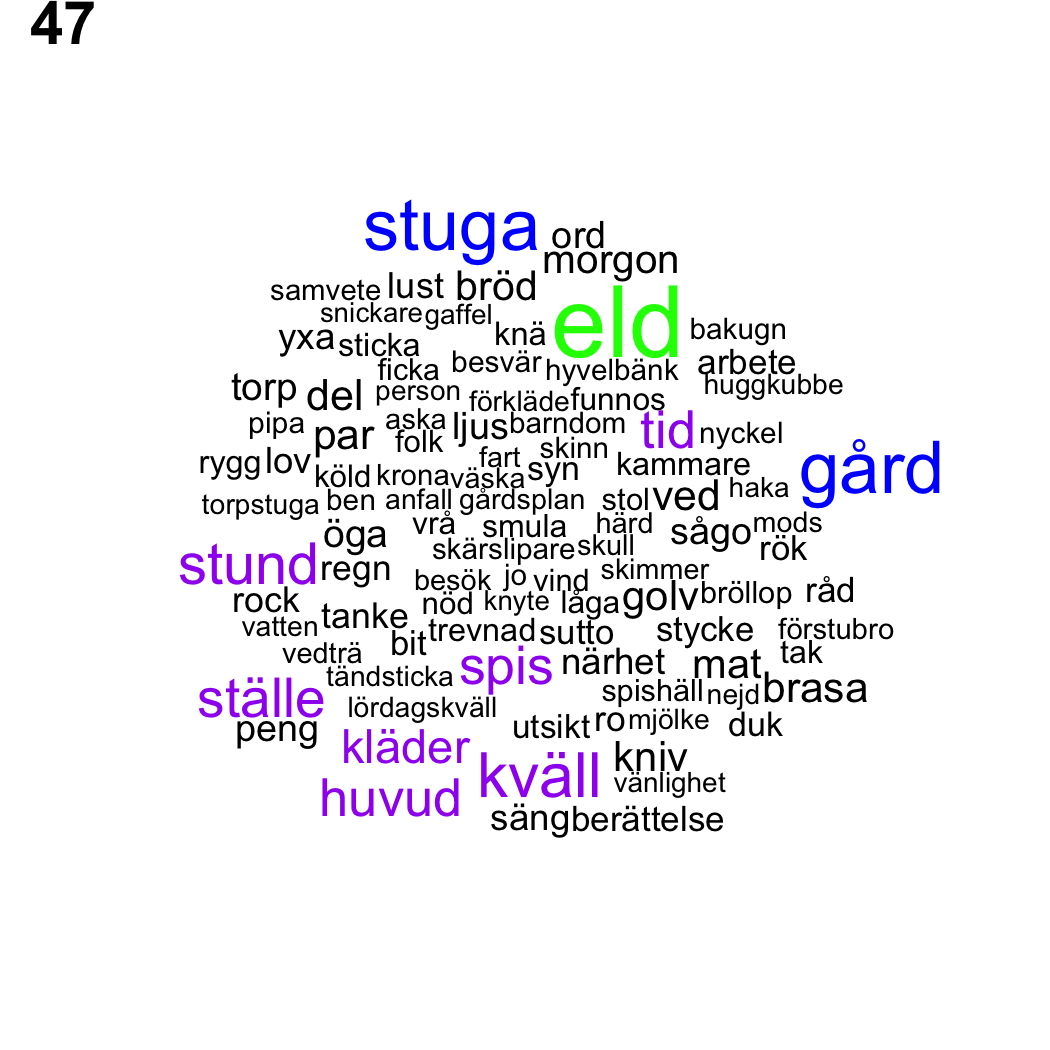 47
stuga ord
morgon
samvete lust bröd
snickare gaffel eld
yxa sticka knä bakugn
ficka besvär hyvelbänk arbete
torp del person huggkubbe
förkläde funnos
pipa par aska ljus barndom tid nyckel
folk skinn
rygg lov fart syn kammare gård
köld krona väska
torpstuga ben anfall gårdsplan stol ved haka
öga vrå smula härd sågo mods
skärslipare skull rök
stund regn besök jo vind skimmer
rock nöd knyte låga golv bröllop råd
vatten tanke bit trevnad sutto stycke förstubro
vedträ spis närhet mat tak
tändsticka
ställe lördagskväll spishäll nejd brasa
peng utsikt ro mjölke duk
kläder kväll kniv
huvud vänlighet
säng berättelse